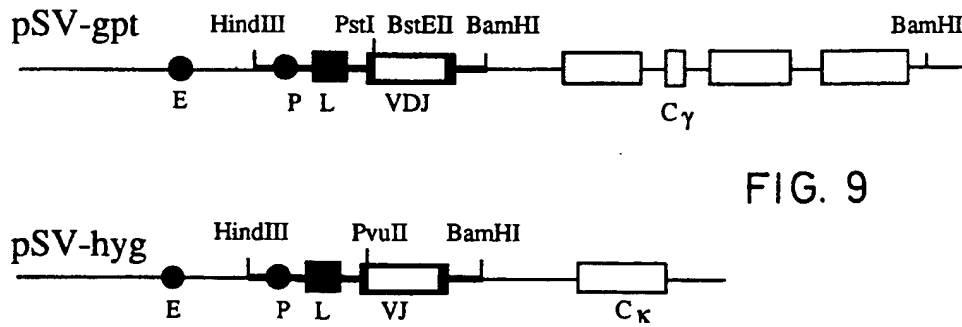 pSV-gpt
HindIII PstI BstEII BamHI BamHI
E P L VDJ Cγ
FIG. 9
pSV-hyg
HindIII PvuII BamHI
E P L VJ Cκ